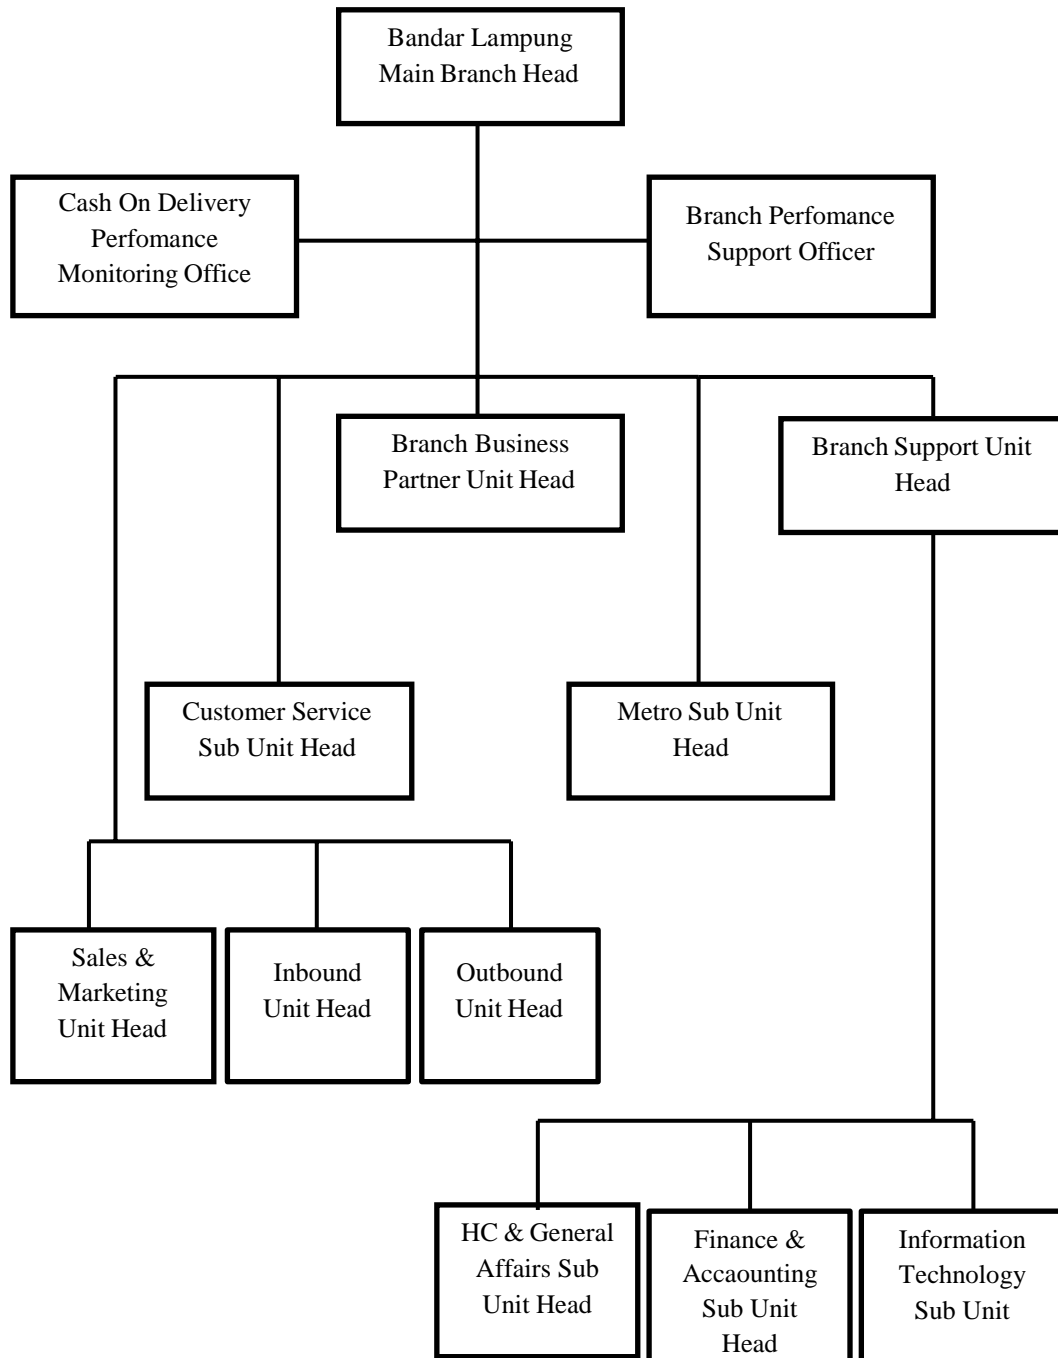 Bandar Lampung
Main Branch Head
Cash On Delivery
Perfomance
Monitoring Office
Branch Perfomance
Support Officer
Branch Business
Partner Unit Head
Branch Support Unit
Head
Customer Service
Sub Unit Head
Metro Sub Unit
Head
Sales &
Marketing
Unit Head
Inbound
Unit Head
Outbound
Unit Head
HC & General
Affairs Sub
Unit Head
Finance &
Accaounting
Sub Unit
Head
Information
Technology
Sub Unit